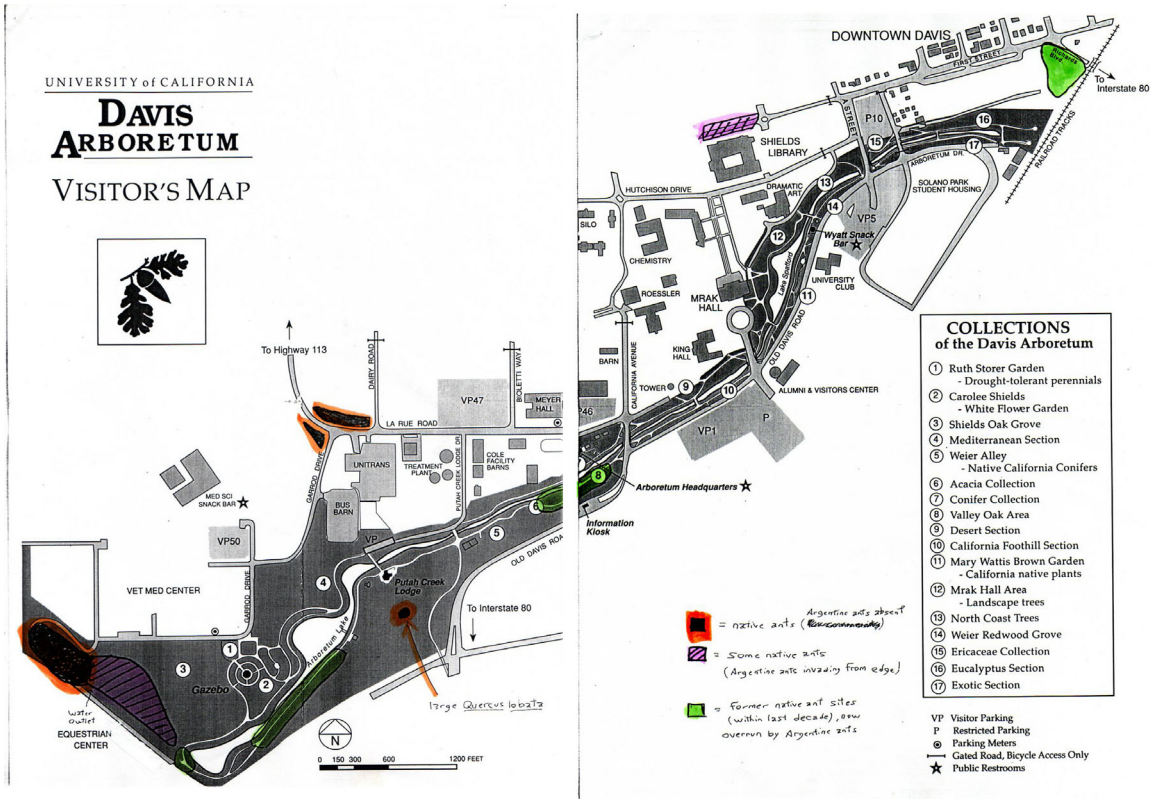 UNIVERSITY of CALIFORNIA
DAVIS
ARBORETUM
VISITOR'S MAP
To Highway 113
DAIRY ROAD
BIOLETTI WAY
VP47
MEYER
HALL
LA RUE ROAD
GARROD DRIVE
UNITRANS
TREATMENT
PLANT
PUTAH CREEK LODGE DR.
COLE
FACILITY
BARNS
MED SCI
SNACK BAR
BUS
BARN
VP50
VP
6
5
OLD DAVIS ROA
4
Putah Creek
Lodge
VET MED CENTER
GARROD DRIVE
To Interstate 80
Arboretum Lake
1
3
2
Gazebo
large Quercus lobata
water
outlet
EQUESTRIAN
CENTER
N
0 150 300 600 1200 FEET
DOWNTOWN DAVIS
FIRST STREET
Richards
Blvd.
To
Interstate 80
A STREET
P10
16
SHIELDS
LIBRARY
15
17
ARBORETUM DR.
RAILROAD TRACKS
HUTCHISON DRIVE
DRAMATIC
ART
13
SOLANO PARK
STUDENT HOUSING
14
VP5
SILO
12
Wyatt Snack
Bar
CHEMISTRY
Lake Spafford
UNIVERSITY
CLUB
ROESSLER
MRAK
HALL
11
OLD DAVIS ROAD
KING
HALL
BARN
CALIFORNIA AVENUE
TOWER
9
10
ALUMNI & VISITORS CENTER
P46
VP1
P
8
Arboretum Headquarters
Information
Kiosk
COLLECTIONS
of the Davis Arboretum
1 Ruth Storer Garden
- Drought-tolerant perennials
2 Carolee Shields
- White Flower Garden
3 Shields Oak Grove
4 Mediterranean Section
5 Weier Alley
- Native California Conifers
6 Acacia Collection
7 Conifer Collection
8 Valley Oak Area
9 Desert Section
10 California Foothill Section
11 Mary Wattis Brown Garden
- California native plants
12 Mrak Hall Area
- Landscape trees
13 North Coast Trees
14 Weier Redwood Grove
15 Ericaceae Collection
16 Eucalyptus Section
17 Exotic Section
VP Visitor Parking
P Restricted Parking
Parking Meters
Gated Road, Bicycle Access Only
Public Restrooms
Argentine ants absent
= native ants ( )
= Some native ants
(Argentine ants invading from edge)
= Former native ant sites
(within last decade), now
overrun by Argentine ants